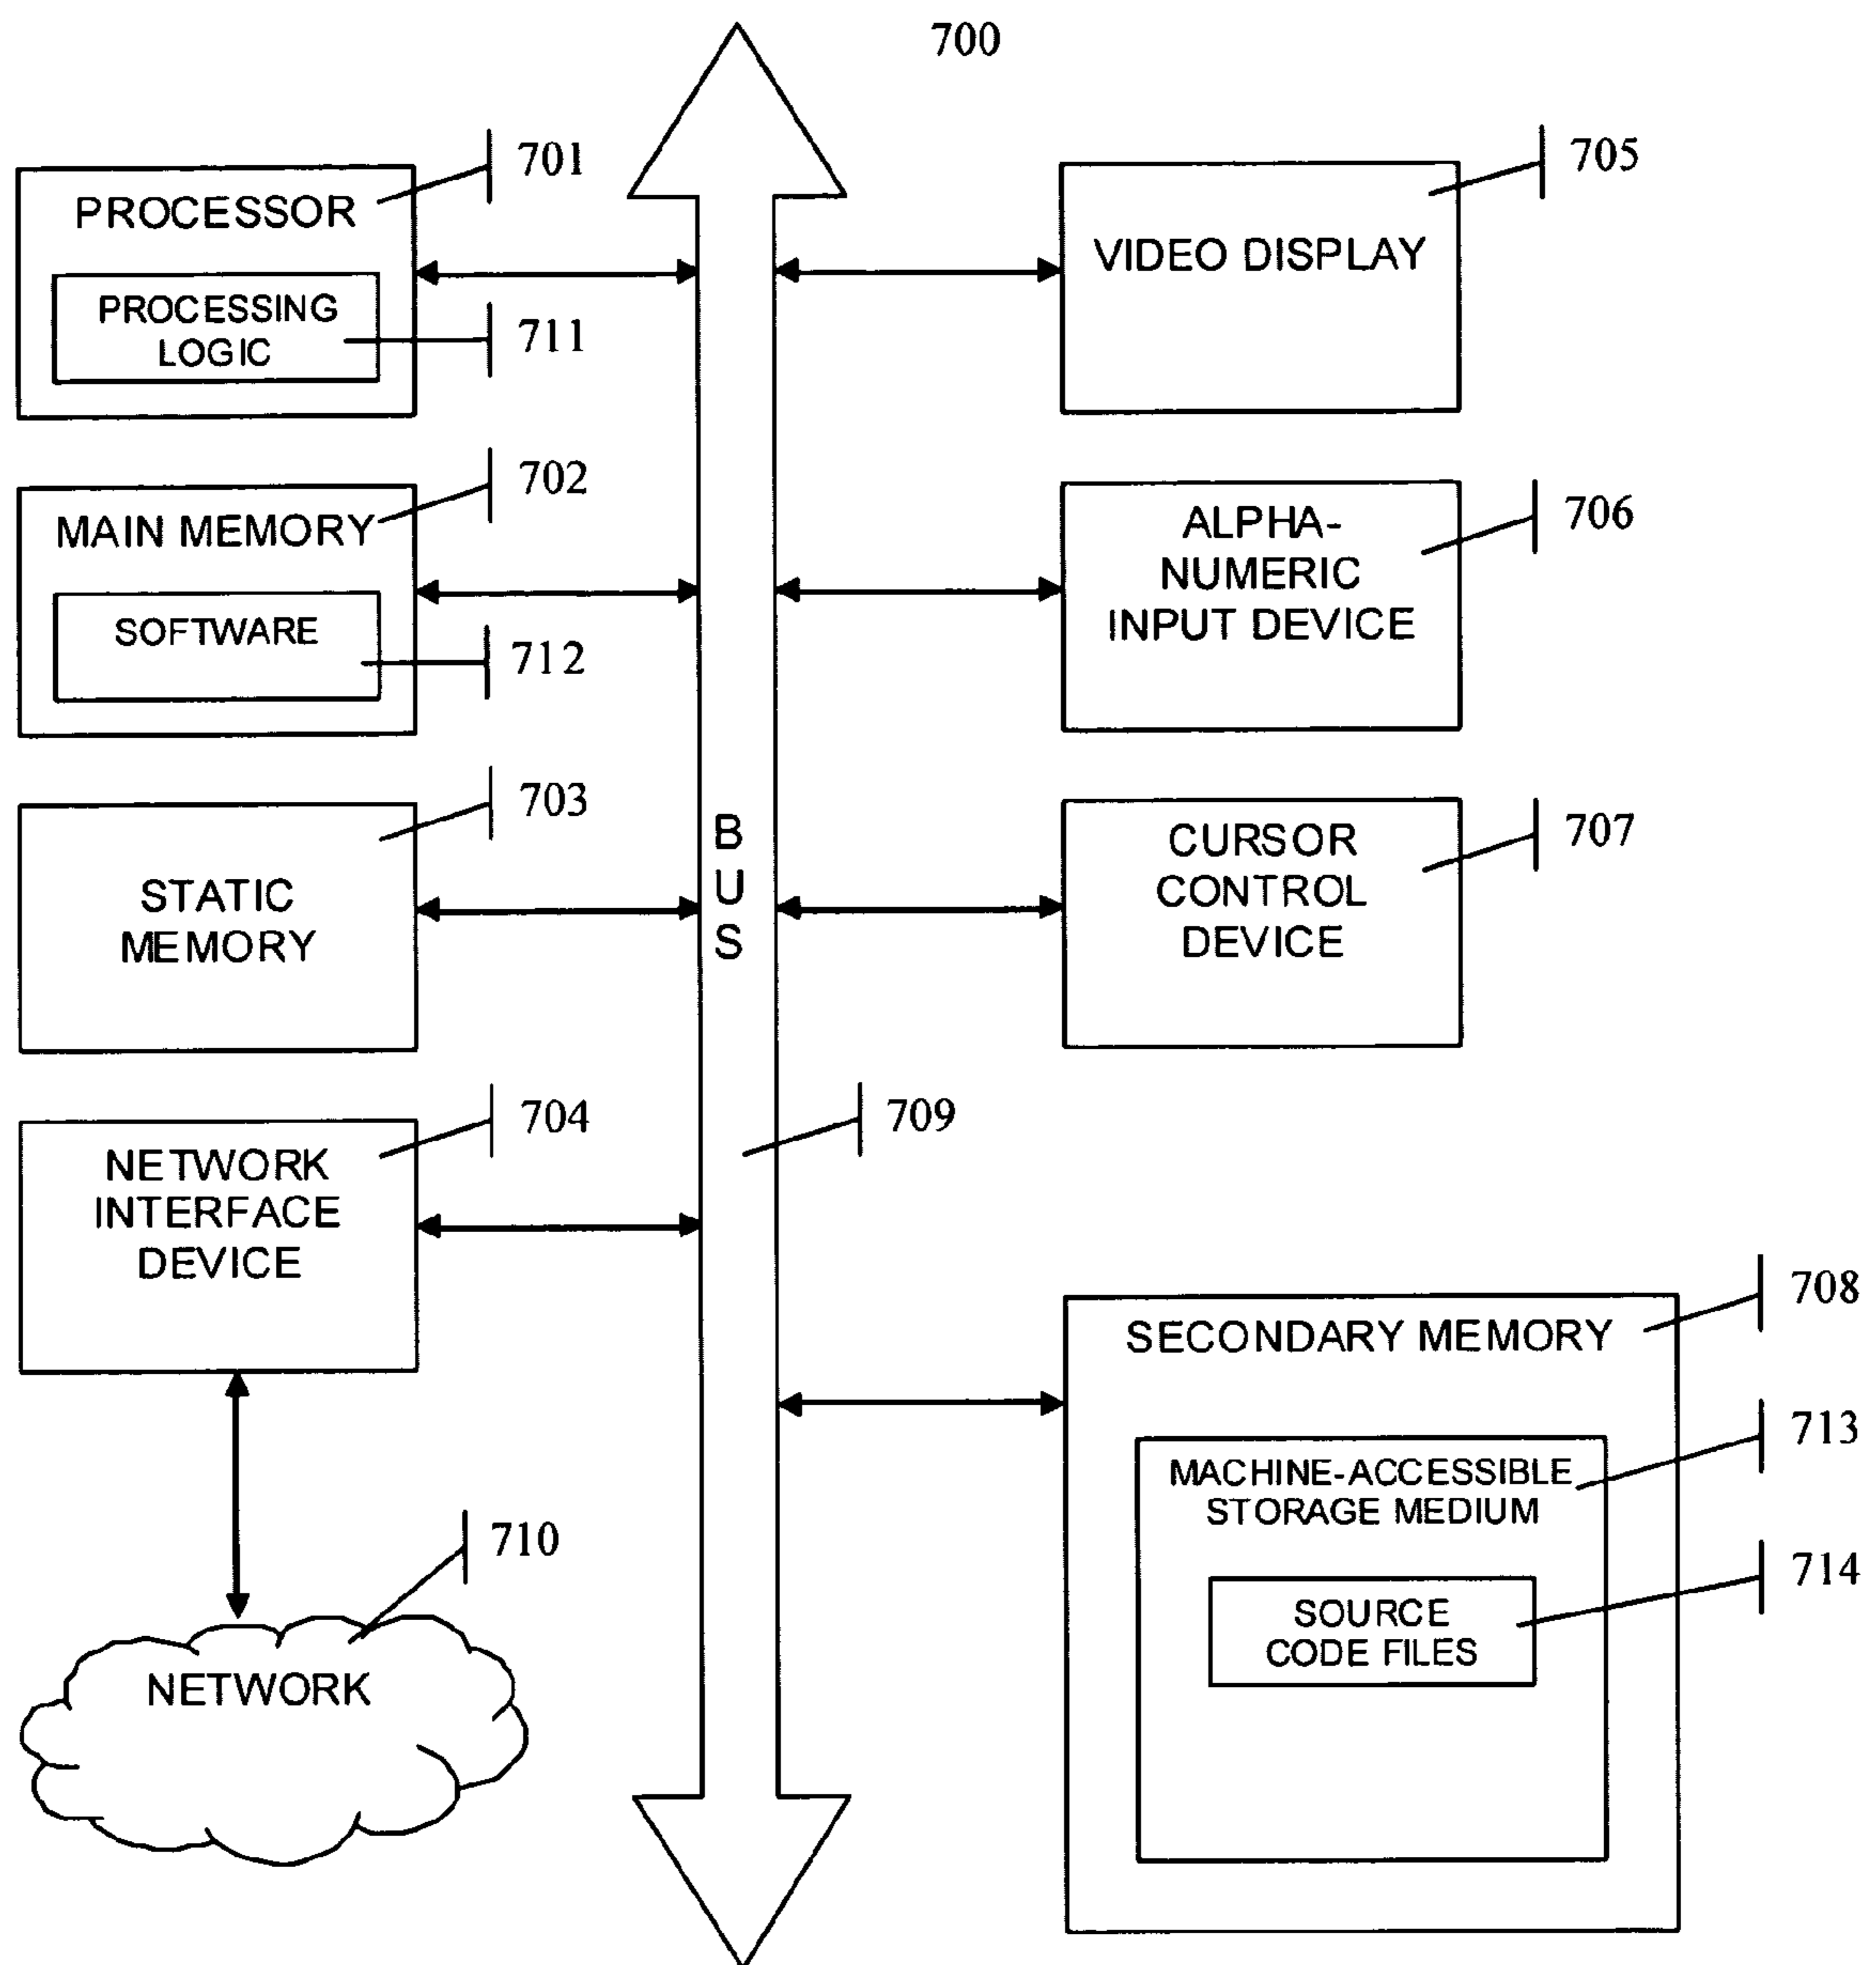 700
701
PROCESSOR
PROCESSING
LOGIC
711
702
MAIN MEMORY
SOFTWARE
712
703
STATIC
MEMORY
704
NETWORK
INTERFACE
DEVICE
710
NETWORK
B
U
S
709
705
VIDEO DISPLAY
706
ALPHA-
NUMERIC
INPUT DEVICE
707
CURSOR
CONTROL
DEVICE
708
SECONDARY MEMORY
713
MACHINE-ACCESSIBLE
STORAGE MEDIUM
714
SOURCE
CODE FILES